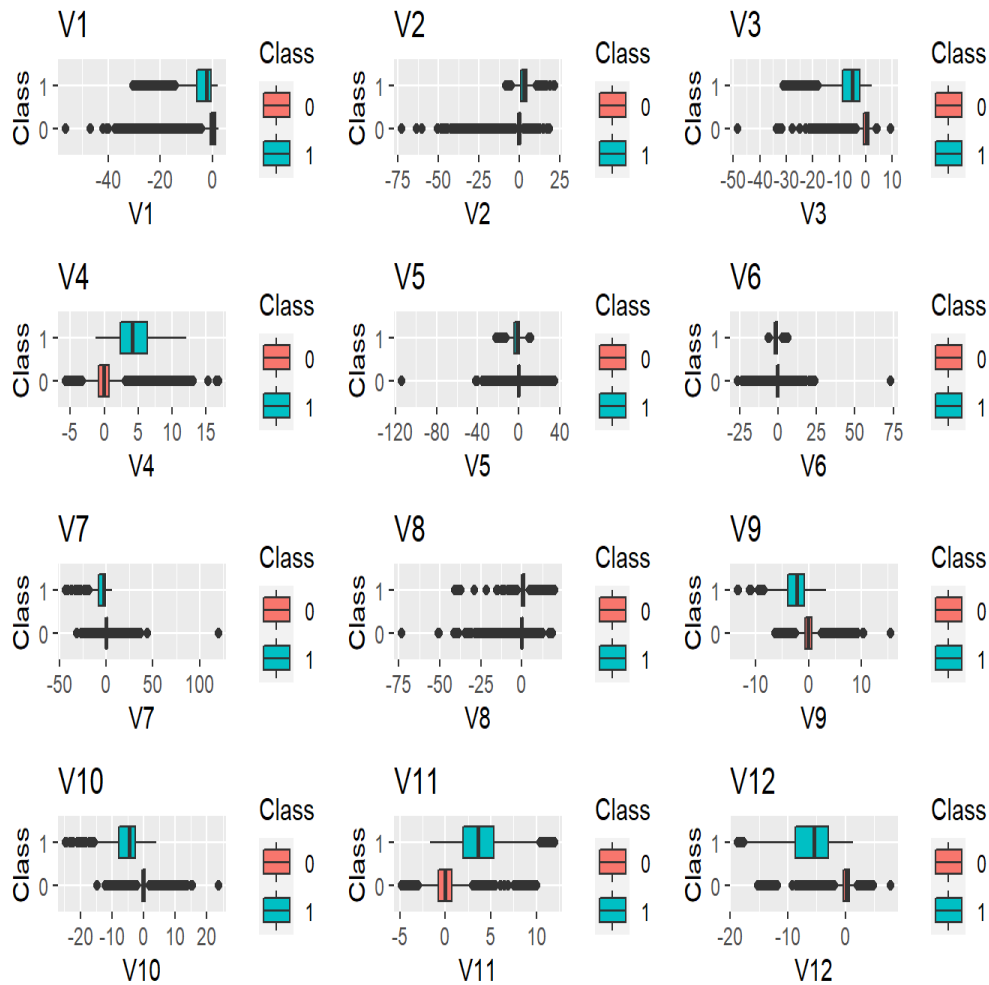 V1
Class
1
0
-40 -20 0
V1
Class
0
1
V2
Class
1
0
-75 -50 -25 0 25
V2
Class
0
1
V3
Class
1
0
-50 -40 -30 -20 -10 0 10
V3
Class
0
1
V4
Class
1
0
-5 0 5 10 15
V4
Class
0
1
V5
Class
1
0
-120 -80 -40 0 40
V5
Class
0
1
V6
Class
1
0
-25 0 25 50 75
V6
Class
0
1
V7
Class
1
0
-50 0 50 100
V7
Class
0
1
V8
Class
1
0
-75 -50 -25 0
V8
Class
0
1
V9
Class
1
0
-10 0 10
V9
Class
0
1
V10
Class
1
0
-20 -10 0 10 20
V10
Class
0
1
V11
Class
1
0
-5 0 5 10
V11
Class
0
1
V12
Class
1
0
-20 -10 0
V12
Class
0
1